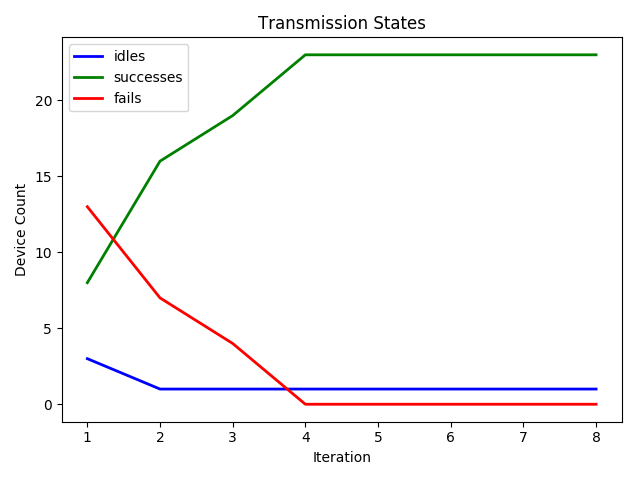 Transmission States
idles
successes
fails
Device Count
20
15
10
5
0
1 2 3 4 5 6 7 8
Iteration